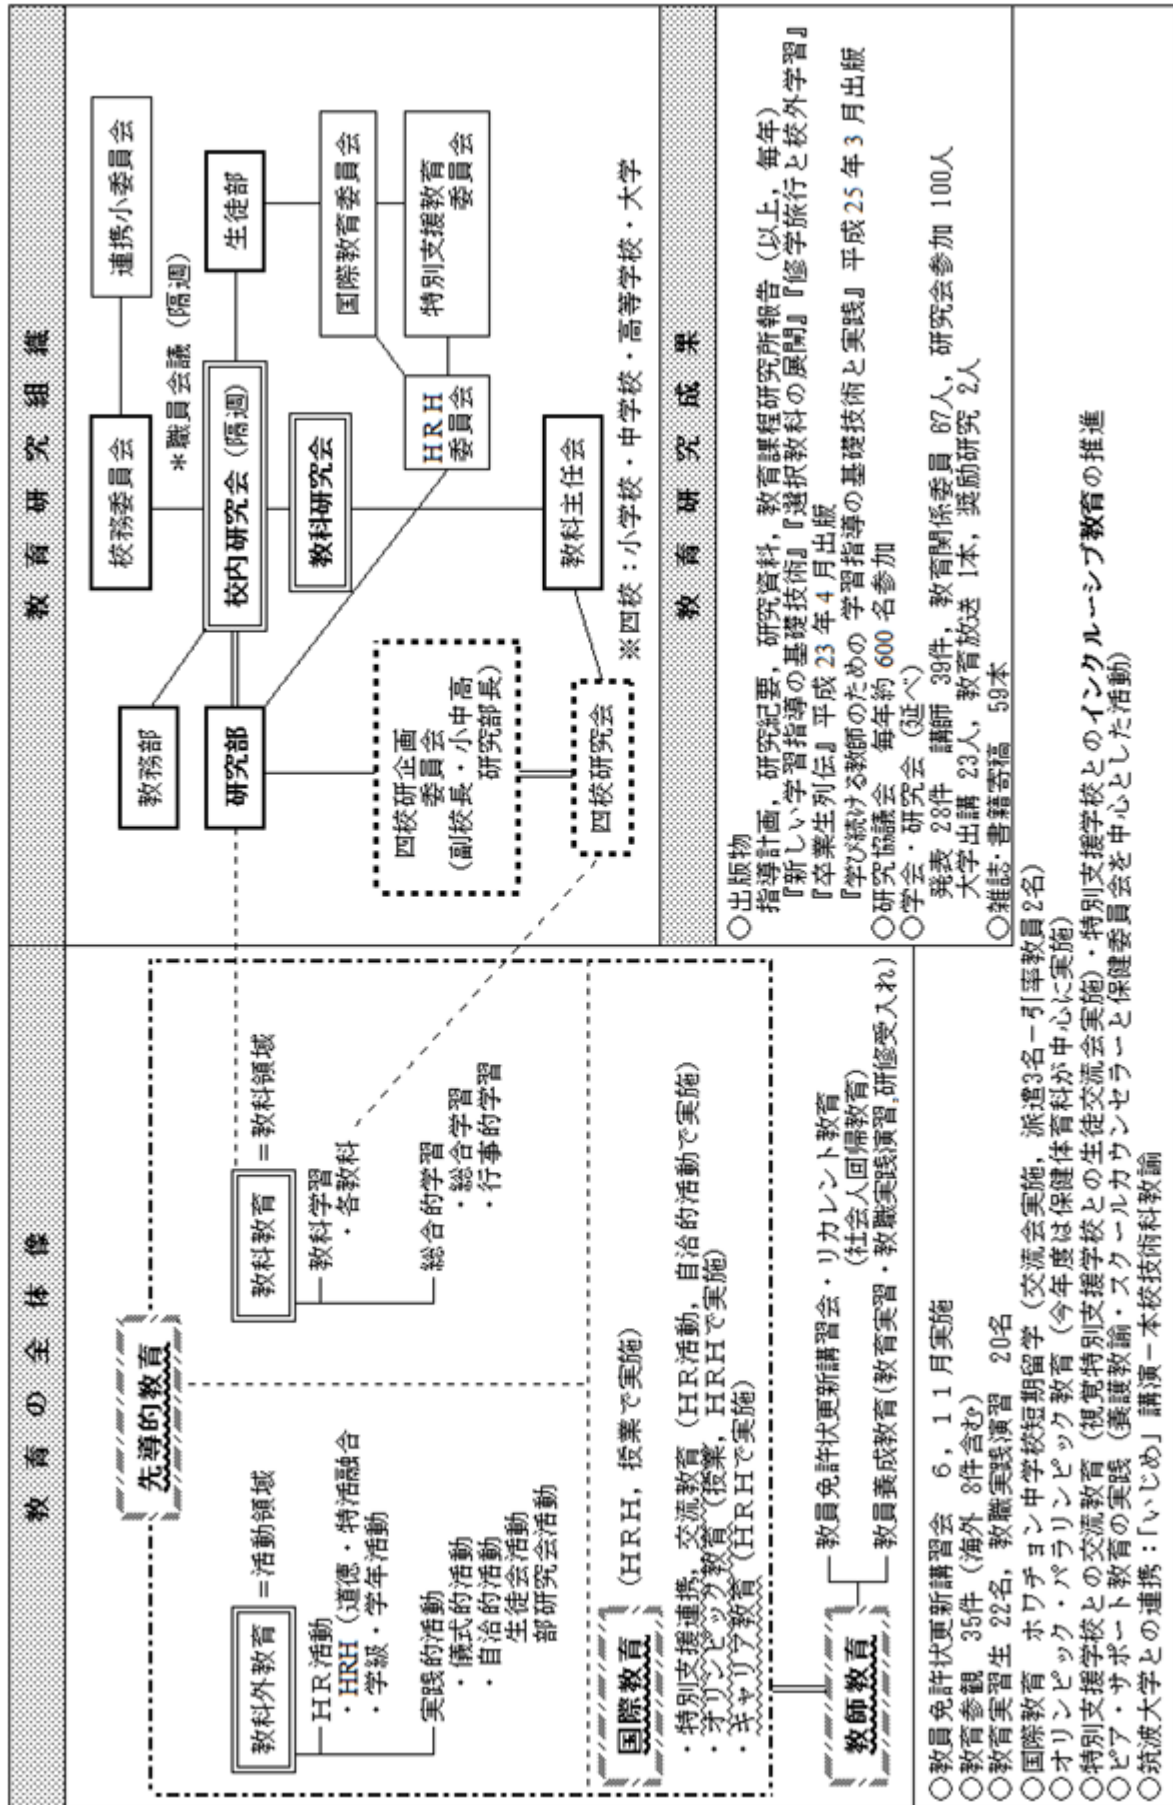 教育の全体像
先導的教育
教科外教育 ＝活動領域
HR活動
・HRH（道徳・特活融合
・学級・学年活動
実践的活動
・儀式的活動
・自治的活動
生徒会活動
部研究会活動
教科教育 ＝教科領域
教科学習
・各教科
総合的学習
・総合学習
・行事的学習
国際教育 （HRH，授業で実施）
・特別支援連携，交流教育（HR活動，自治的活動で実施）
・オリンピック教育（授業，HRHで実施）
・キャリア教育（HRHで実施）
教師教育
教員免許状更新講習会・リカレント教育
（社会人回帰教育）
教員養成教育（教育実習・教職実践演習，研修受入れ）
教育研究組織
校務委員会
連携小委員会
＊職員会議（隔週）
教務部
校内研究会（隔週）
生徒部
研究部
教科研究会
国際教育委員会
HRH
委員会
特別支援教育
委員会
四校研企画
委員会
（副校長・小中高
研究部長）
教科主任会
四校研究会
※四校：小学校・中学校・高等学校・大学
教育研究成果
○出版物
指導計画，研究紀要，研究資料，教育課程研究所報告（以上，毎年）
『新しい学習指導の基礎技術』『選択教科の展開』『修学旅行と校外学習』
『卒業生列伝』平成23年4月出版
『学び続ける教師のための 学習指導の基礎技術と実践』平成25年3月出版
○研究協議会 毎年約600名参加
○学会・研究会（延べ）
発表 28件 講師 39件，教育関係委員 67人，研究会参加 100人
大学出講 23人，教育放送 1本，奨励研究 2人
○雑誌・書籍寄稿 59本
○教員免許状更新講習会 6，11月実施
○教育参観 35件（海外 8件含む）
○教育実習生 22名，教職実践演習 20名
○国際教育 ホワチョン中学校短期留学（交流会実施，派遣3名－引率教員2名）
○オリンピック・パラリンピック教育（今年度は保健体育科が中心に実施）
○特別支援学校との交流教育（視覚特別支援学校との生徒交流会実施）・特別支援学校とのインクルーシブ教育の推進
○ピア・サポート教育の実践（養護教諭・スクールカウンセラーと保健委員会を中心とした活動）
○筑波大学との連携：「いじめ」講演－本校技術科教諭